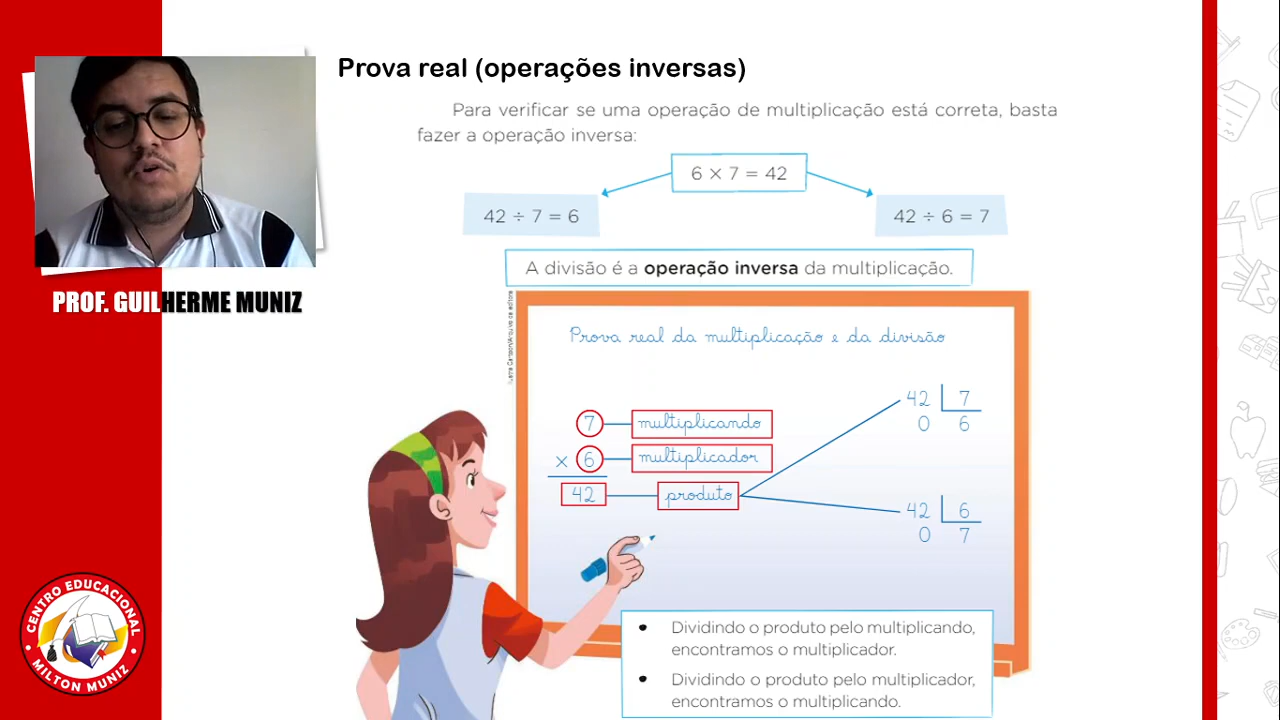 Prova real (operações inversas)
Para verificar se uma operação de multiplicação está correta, basta
fazer a operação inversa:
6 × 7 = 42
42 ÷ 7 = 6
42 ÷ 6 = 7
A divisão é a operação inversa da multiplicação.
PROF. GUILHERME MUNIZ
Prova real da multiplicação e da divisão
7 multiplicando
× 6 multiplicador
42 produto
42 7
0 6
42 6
0 7
CENTRO EDUCACIONAL
MILTON MUNIZ
Dividindo o produto pelo multiplicando,
encontramos o multiplicador.
Dividindo o produto pelo multiplicador,
encontramos o multiplicando.